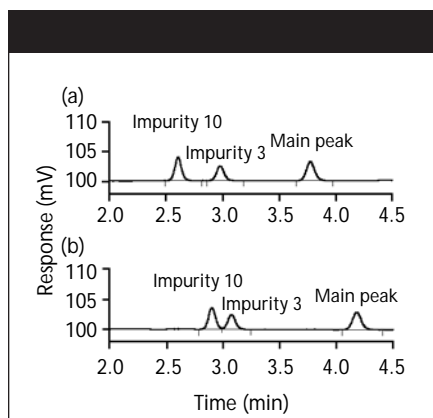 (a)
110
105
100
Impurity 10
Impurity 3
Main peak
2.0 2.5 3.0 3.5 4.0 4.5
Response (mV)
(b)
110
105
100
Impurity 10
Impurity 3
Main peak
2.0 2.5 3.0 3.5 4.0 4.5
Time (min)